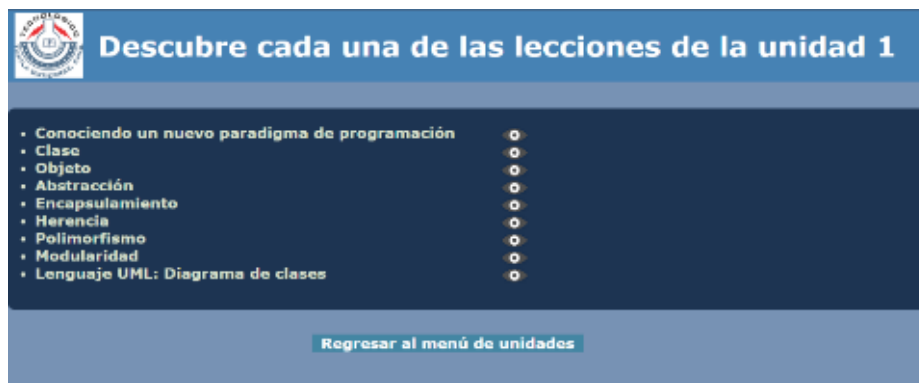 Descubre cada una de las lecciones de la unidad 1
• Conociendo un nuevo paradigma de programación
• Clase
• Objeto
• Abstracción
• Encapsulamiento
• Herencia
• Polimorfismo
• Modularidad
• Lenguaje UML: Diagrama de clases
Regresar al menú de unidades